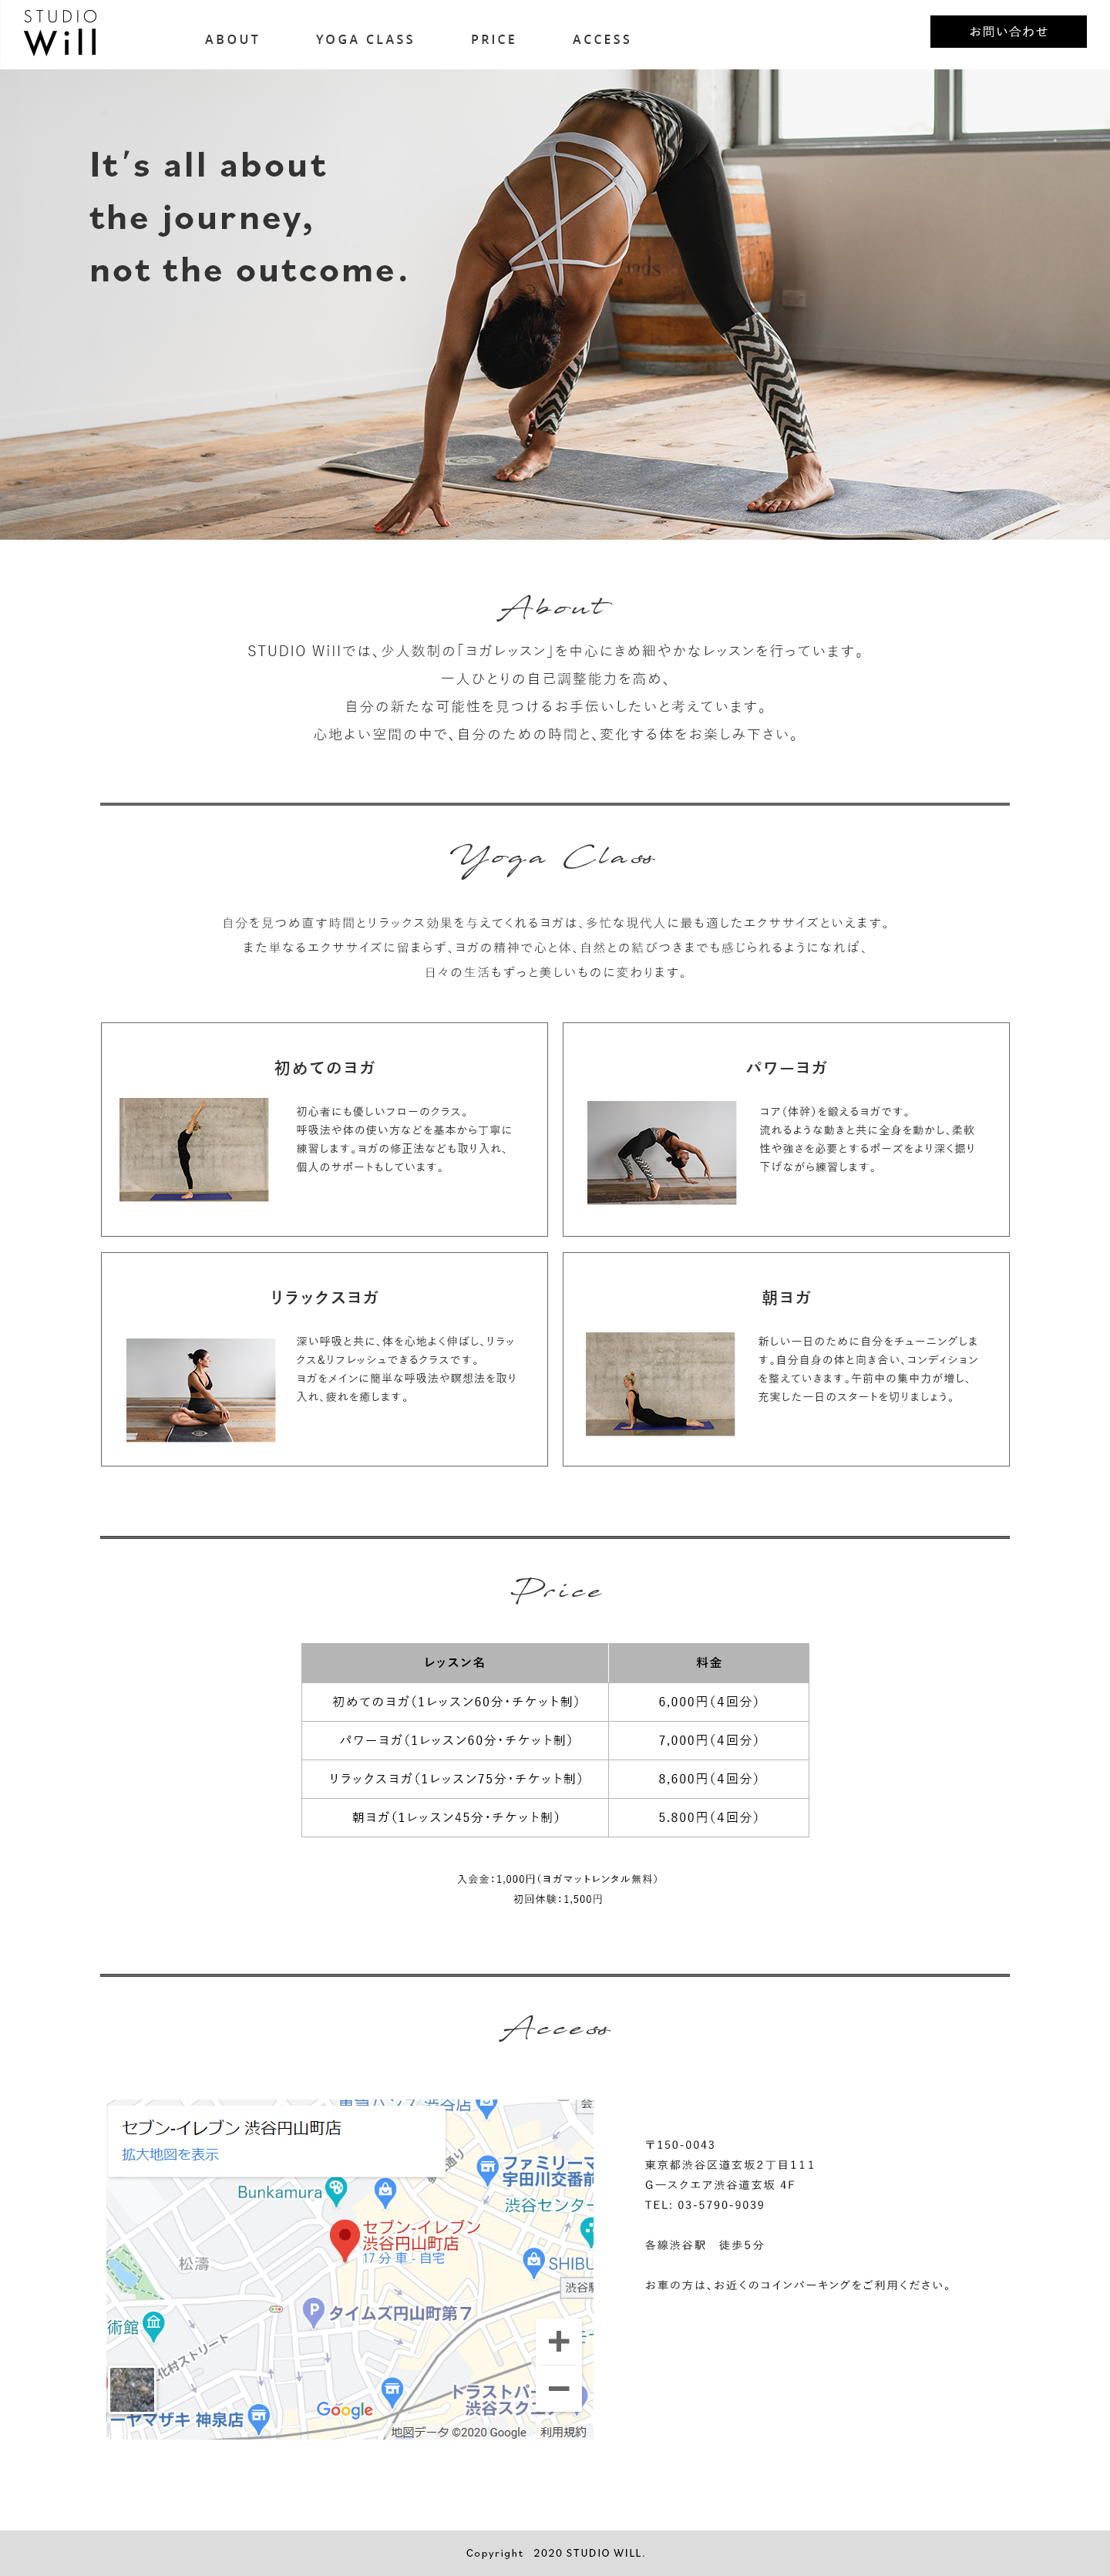 STUDIO
Will
ABOUT
YOGA CLASS
PRICE
ACCESS
お問い合わせ
It's all about
the journey,
not the outcome.
About
STUDIO Willでは、少人数制の「ヨガレッスン」を中心にきめ細やかなレッスンを行っています。
一人ひとりの自己調整能力を高め、
自分の新たな可能性を見つけるお手伝いしたいと考えています。
心地よい空間の中で、自分のための時間と、変化する体をお楽しみ下さい。
Yoga Class
自分を見つめ直す時間とリラックス効果を与えてくれるヨガは、多忙な現代人に最も適したエクササイズといえます。
また単なるエクササイズに留まらず、ヨガの精神で心と体、自然との結びつきまでも感じられるようになれば、
日々の生活もずっと美しいものに変わります。
初めてのヨガ
初心者にも優しいフローのクラス。
呼吸法や体の使い方などを基本から丁寧に
練習します。ヨガの修正法なども取り入れ、
個人のサポートもしています。
パワーヨガ
コア(体幹)を鍛えるヨガです。
流れるような動きと共に全身を動かし、柔軟
性や強さを必要とするポーズをより深く掘り
下げながら練習します。
リラックスヨガ
深い呼吸と共に、体を心地よく伸ばし、リラッ
クス&リフレッシュできるクラスです。
ヨガをメインに簡単な呼吸法や瞑想法を取り
入れ、疲れを癒します。
朝ヨガ
新しい一日のために自分をチューニングしま
す。自分自身の体と向き合い、コンディション
を整えていきます。午前中の集中力が増し、
充実した一日のスタートを切りましょう。
Price
レッスン名
料金
初めてのヨガ(1レッスン60分・チケット制)
6,000円(4回分)
パワーヨガ(1レッスン60分・チケット制)
7,000円(4回分)
リラックスヨガ(1レッスン75分・チケット制)
8,600円(4回分)
朝ヨガ(1レッスン45分・チケット制)
5.800円(4回分)
入会金:1,000円(ヨガマットレンタル無料)
初回体験:1,500円
Access
セブン-イレブン 渋谷円山町店
拡大地図を表示
ファミリーマ
宇田川交番前
Bunkamura
渋谷センター
セブン-イレブン
渋谷円山町店
17 分 車 - 自宅
松濤
SHIBU
渋谷駅
タイムズ円山町第7
術館
北村ストリート
トラストパー
渋谷スクエア
ーヤマザキ 神泉店
Google
地図データ ©2020 Google
利用規約
〒150-0043
東京都渋谷区道玄坂2丁目111
G一スクエア渋谷道玄坂 4F
TEL: 03-5790-9039
各線渋谷駅 徒歩5分
お車の方は、お近くのコインパーキングをご利用ください。
Copyright 2020 STUDIO WILL.